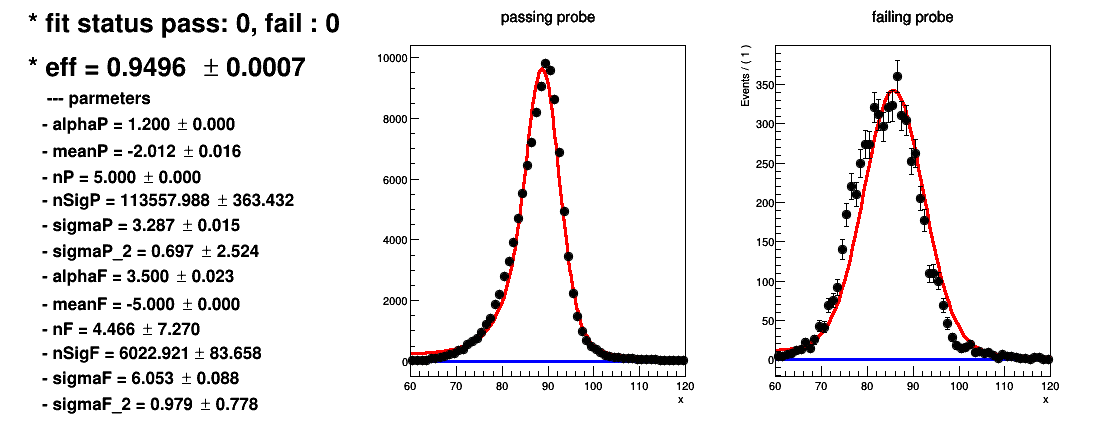 * fit status pass: 0, fail : 0
* eff = 0.9496 ± 0.0007
--- parmeters
- alphaP = 1.200 ± 0.000
- meanP = -2.012 ± 0.016
- nP = 5.000 ± 0.000
- nSigP = 113557.988 ± 363.432
- sigmaP = 3.287 ± 0.015
- sigmaP_2 = 0.697 ± 2.524
- alphaF = 3.500 ± 0.023
- meanF = -5.000 ± 0.000
- nF = 4.466 ± 7.270
- nSigF = 6022.921 ± 83.658
- sigmaF = 6.053 ± 0.088
- sigmaF_2 = 0.979 ± 0.778
passing probe
10000
8000
6000
4000
2000
0
60 70 80 90 100 110 120
x
failing probe
Events / ( 1 )
350
300
250
200
150
100
50
0
60 70 80 90 100 110 120
x